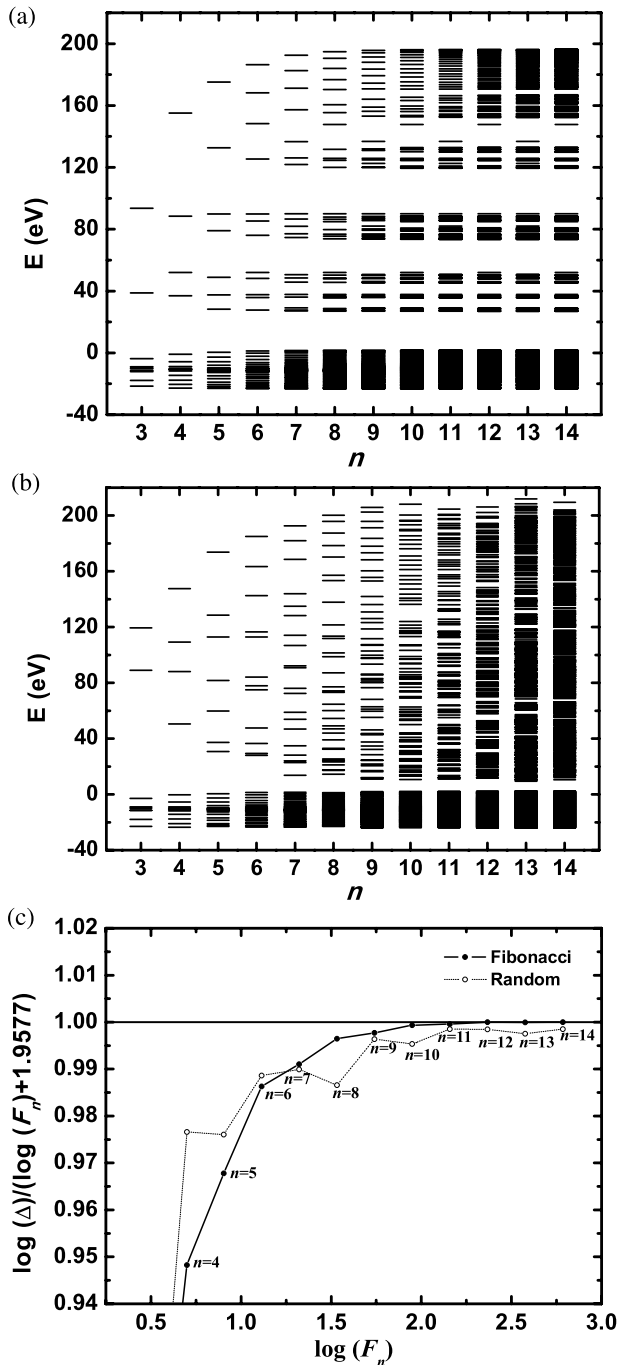 (a)
200
160
120
80
40
0
-40
E (eV)
3 4 5 6 7 8 9 10 11 12 13 14
n
(b)
200
160
120
80
40
0
-40
E (eV)
3 4 5 6 7 8 9 10 11 12 13 14
n
(c)
1.02
1.01
1.00
0.99
0.98
0.97
0.96
0.95
0.94
log (Δ)/(log (Fn)+1.9577)
Fibonacci
Random
n=4
n=5
n=6
n=7
n=8
n=9
n=10
n=11
n=12
n=13
n=14
0.5 1.0 1.5 2.0 2.5 3.0
log (Fn)